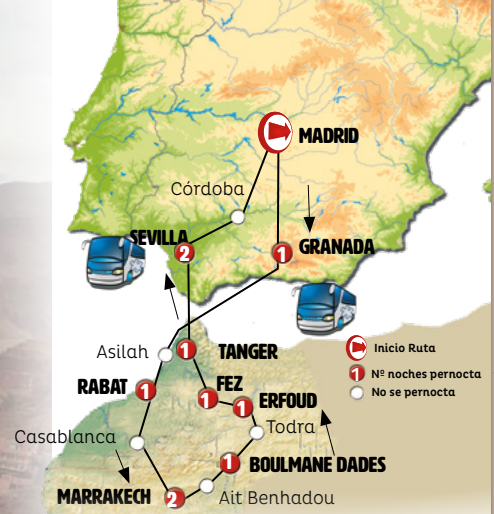 MADRID
Córdoba
SEVILLA
2
1
GRANADA
Asilah
1
TANGER
Inicio Ruta
1
Nº noches pernocta
No se pernocta
RABAT
1
FEZ
1
1
ERFOUD
Todra
Casablanca
1
BOULMANE DADES
MARRAKECH
2
Ait Benhadou